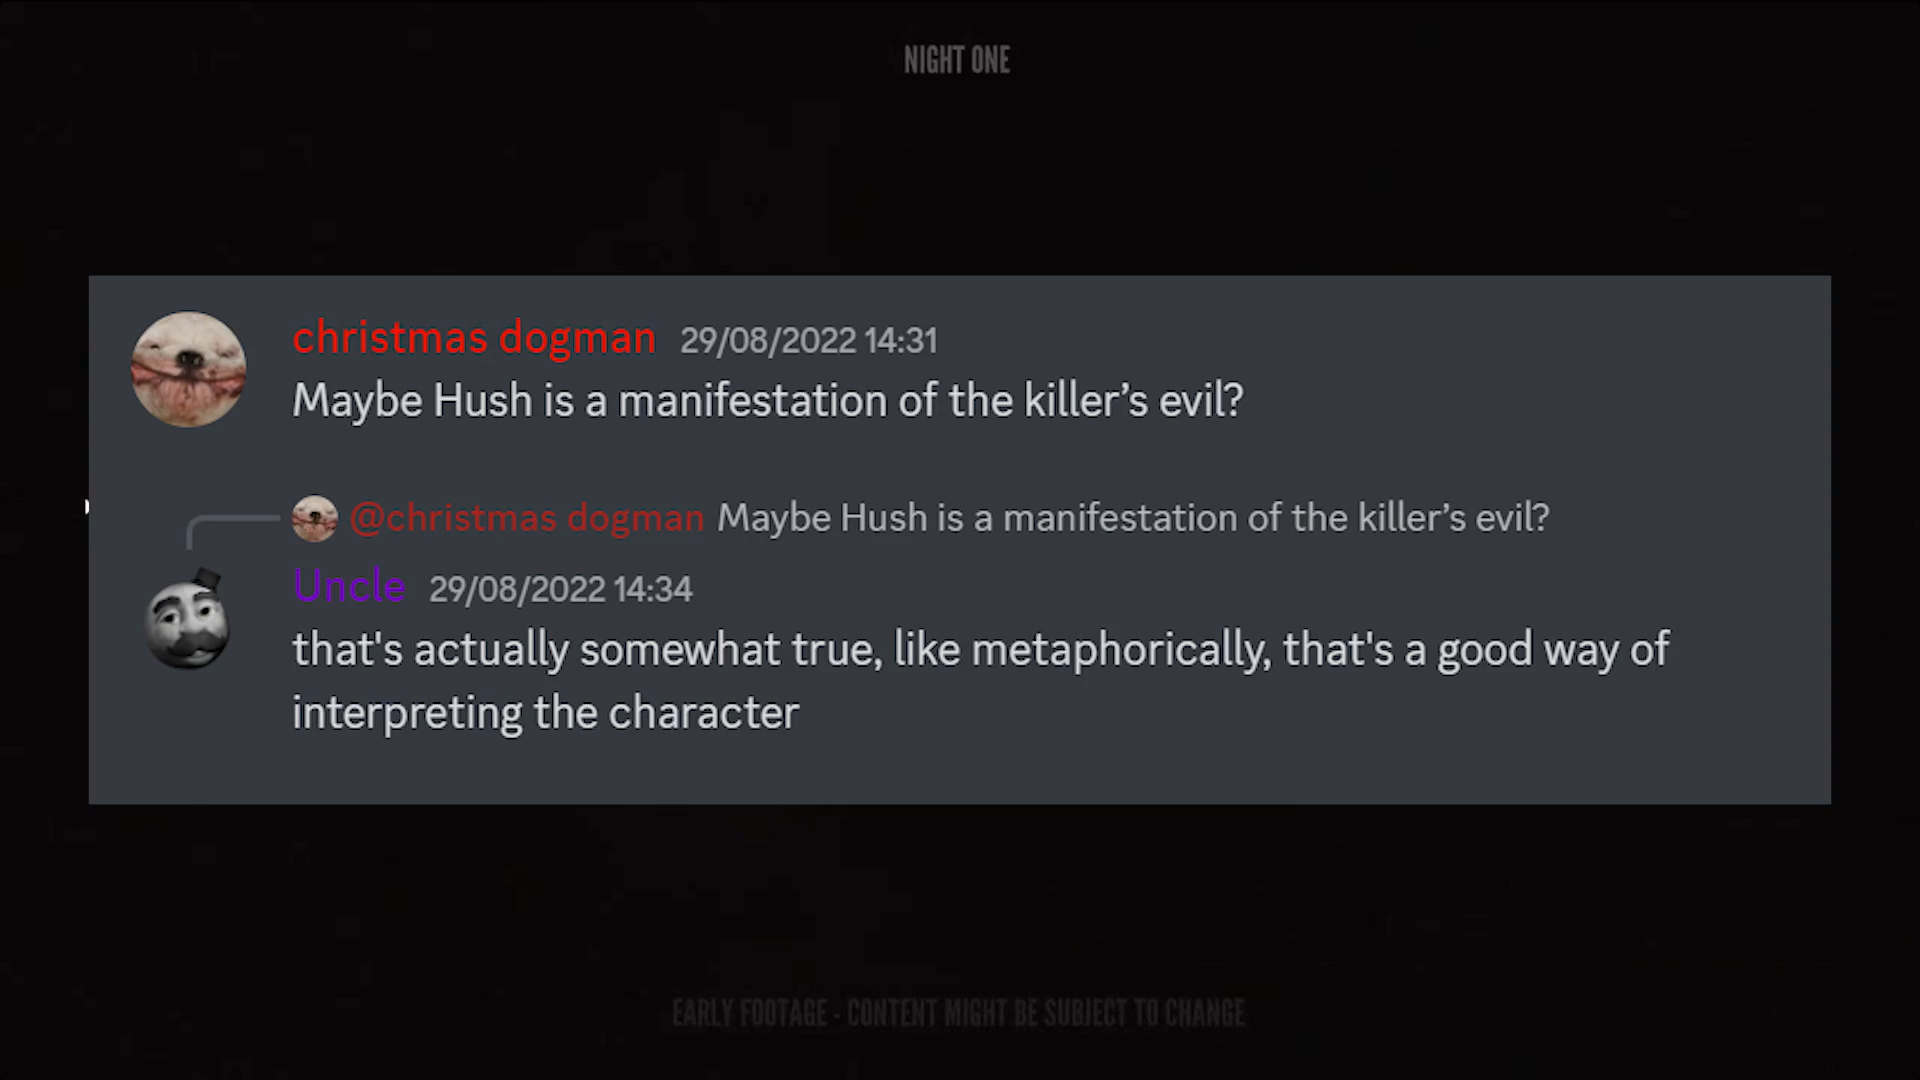 NIGHT ONE
christmas dogman 29/08/2022 14:31
Maybe Hush is a manifestation of the killer’s evil?
@christmas dogman Maybe Hush is a manifestation of the killer’s evil?
Uncle 29/08/2022 14:34
that's actually somewhat true, like metaphorically, that's a good way of
interpreting the character
EARLY FOOTAGE - CONTENT MIGHT BE SUBJECT TO CHANGE